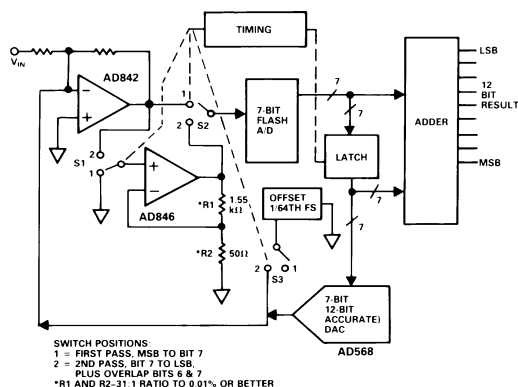 TIMING
VIN
AD842
1
S2
2
7-BIT
FLASH
A/D
7
7
LATCH
7
7
ADDER
LSB
12
BIT
RESULT
MSB
2
S1
1
AD846
*R1
1.55
kΩ
*R2
50Ω
OFFSET
1/64TH FS
2
S3
1
7-BIT
12-BIT
ACCURATE)
DAC
AD568
SWITCH POSITIONS:
1 = FIRST PASS, MSB TO BIT 7
2 = 2ND PASS, BIT 7 TO LSB,
PLUS OVERLAP BITS 6 & 7
*R1 AND R2–31:1 RATIO TO 0.01% OR BETTER